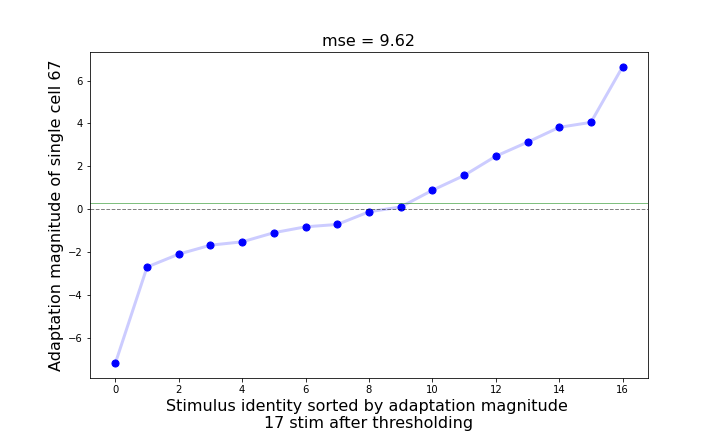 mse = 9.62
Adaptation magnitude of single cell 67
6
4
2
0
−2
−4
−6
0 2 4 6 8 10 12 14 16
Stimulus identity sorted by adaptation magnitude
17 stim after thresholding